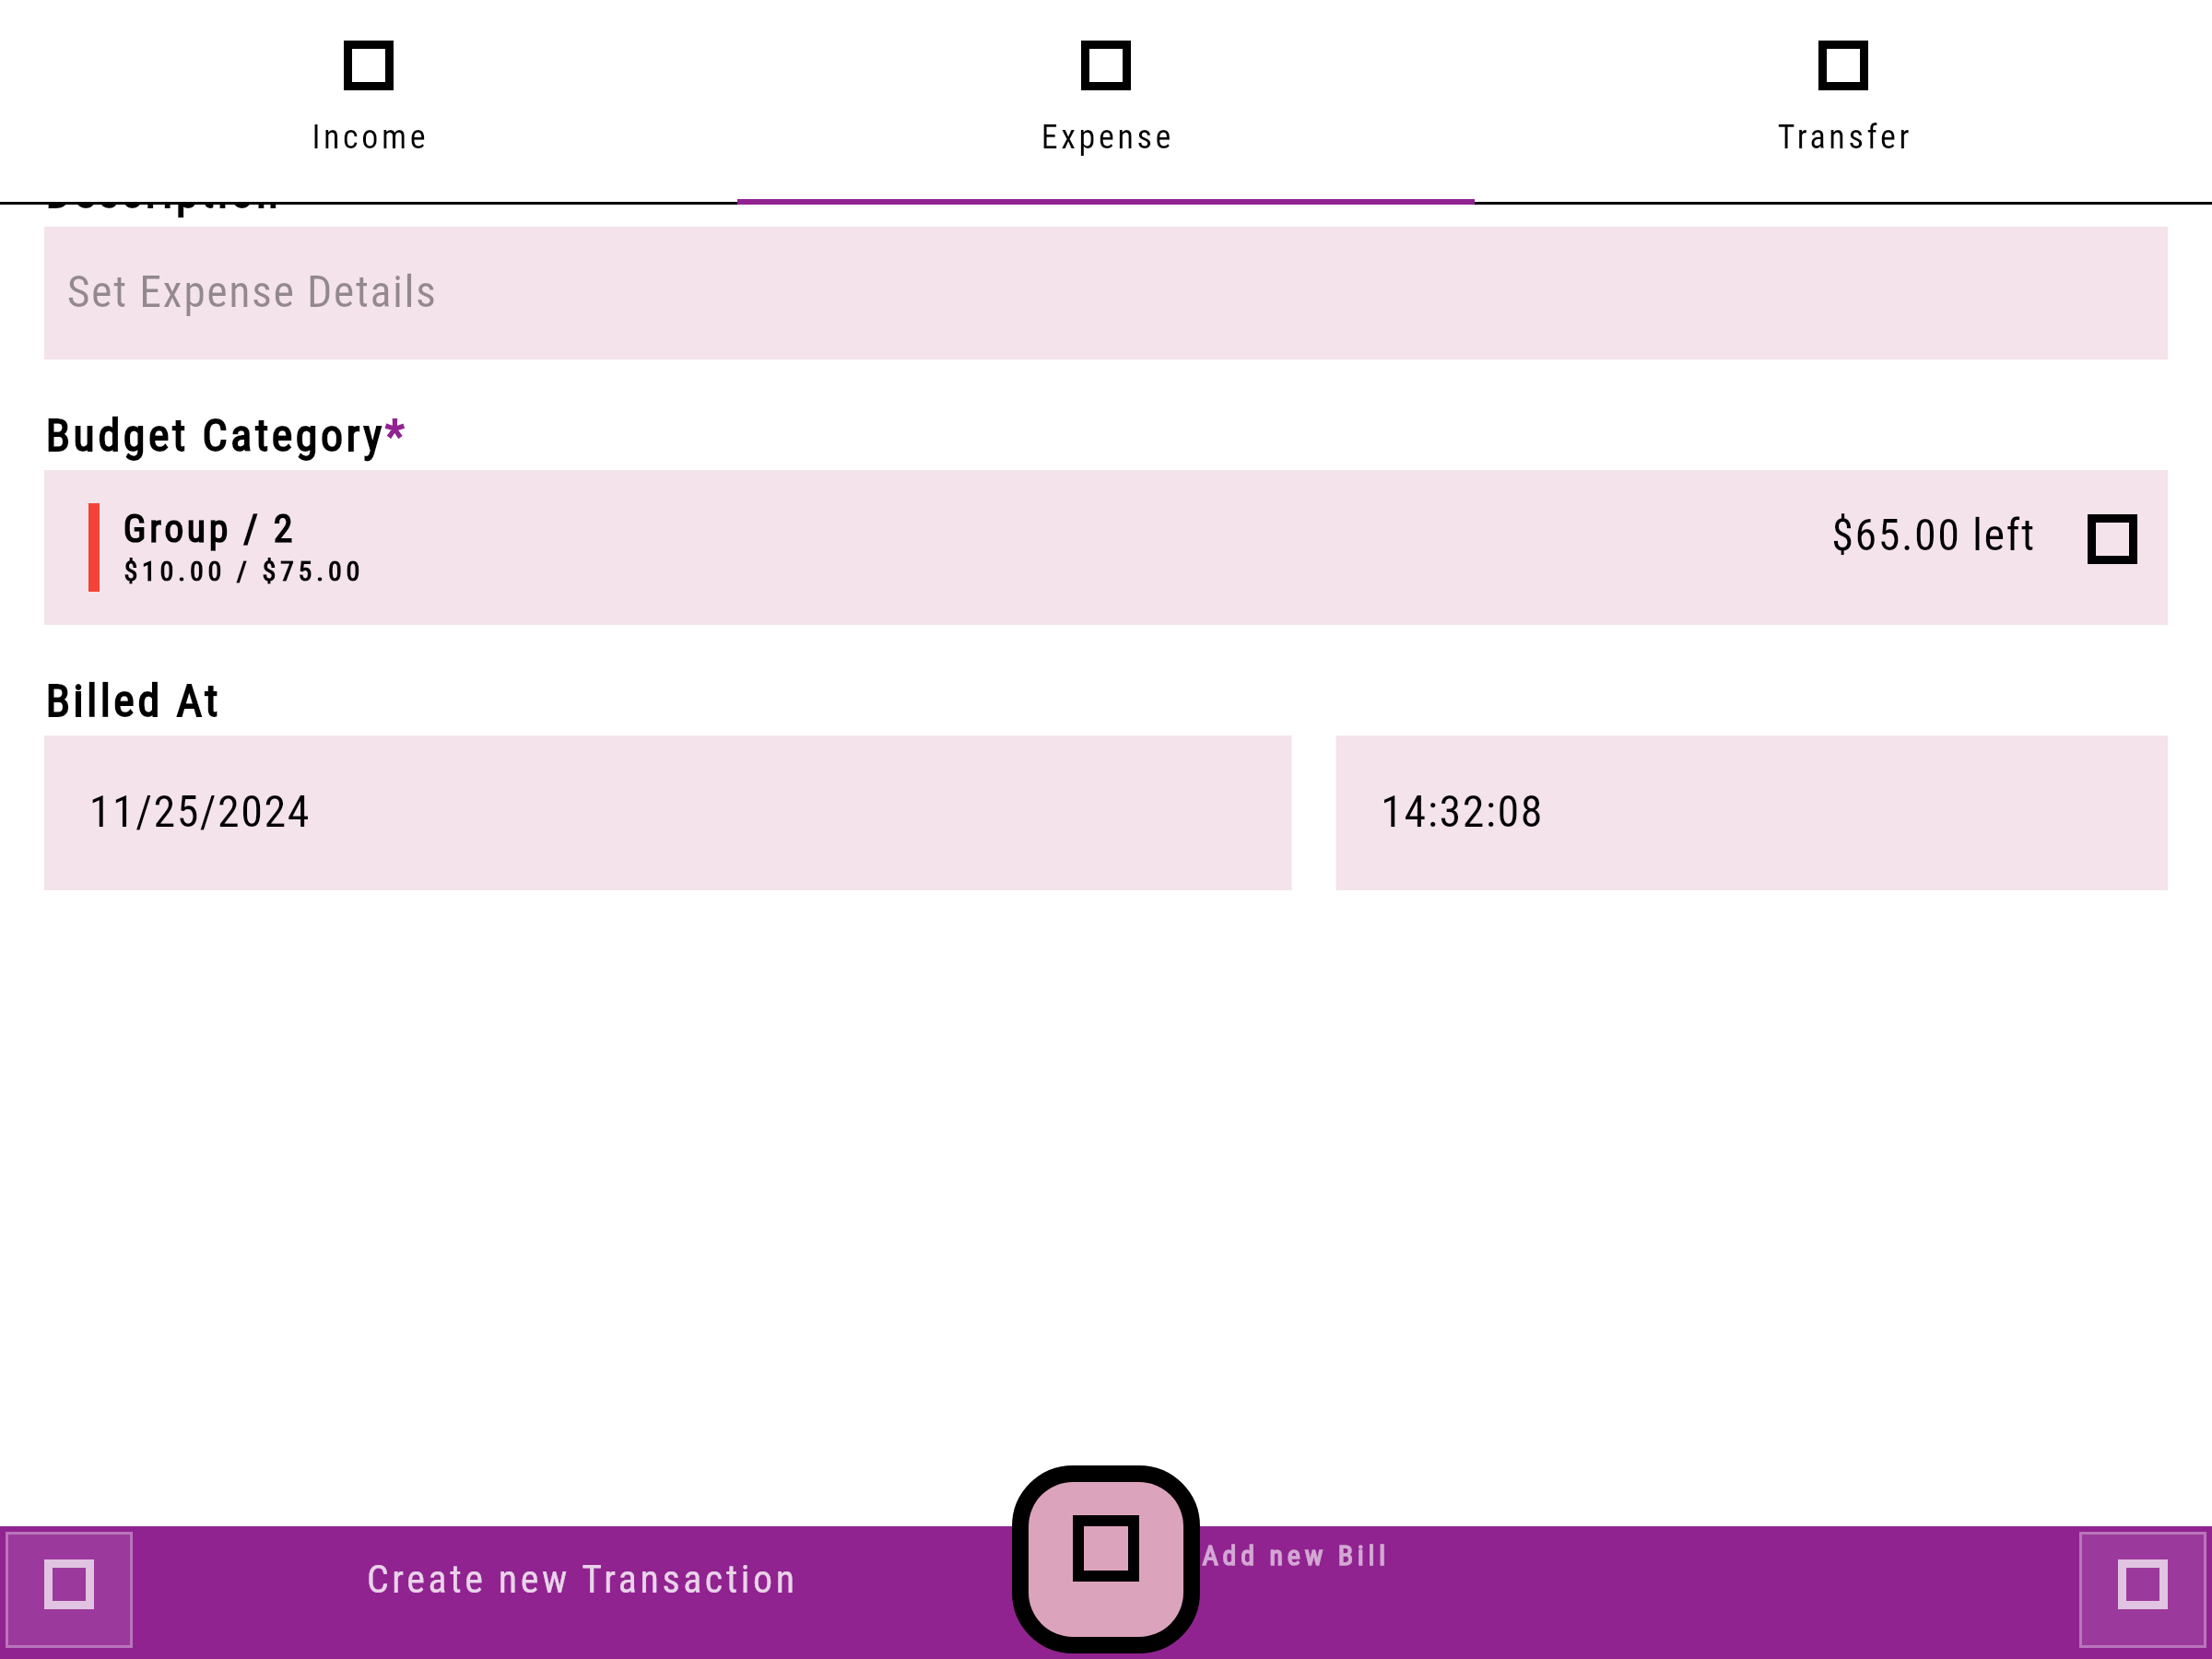 Income
Expense
Transfer
Set Expense Details
Budget Category*
Group / 2
$10.00 / $75.00
$65.00 left
Billed At
11/25/2024
14:32:08
Create new Transaction
Add new Bill